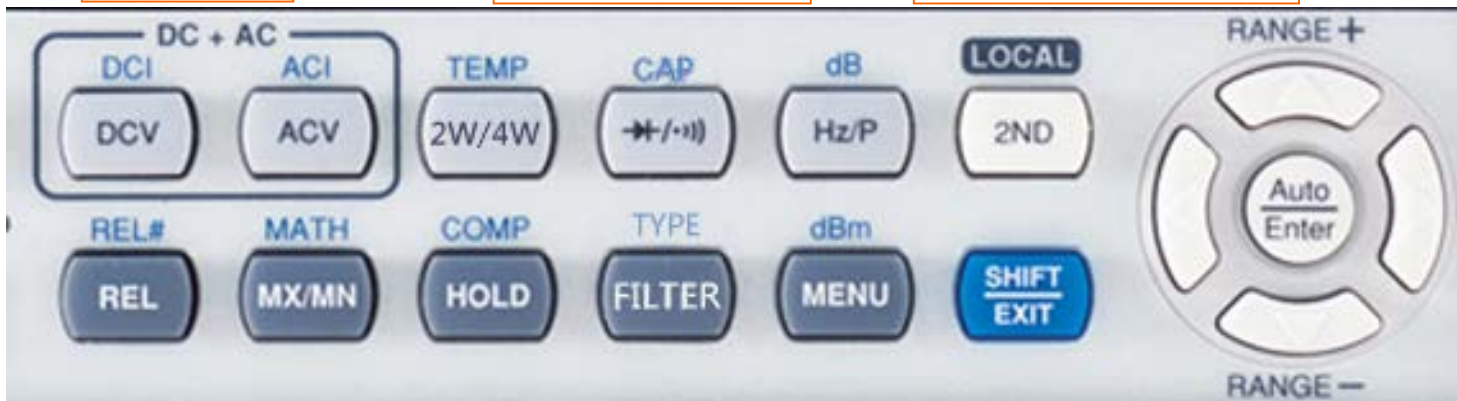 DC + AC
DCI ACI TEMP CAP dB LOCAL RANGE +
DCV ACV 2W/4W Hz/P 2ND
Auto
Enter
REL# MATH COMP TYPE dBm
REL MX/MN HOLD FILTER MENU SHIFT
EXIT
RANGE −